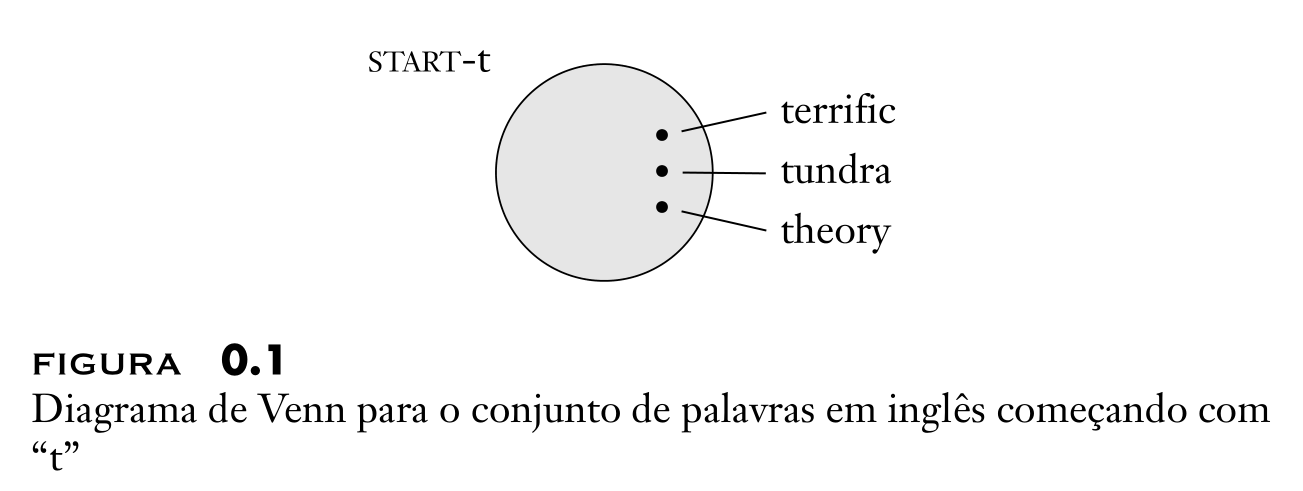 START-t
terrific
tundra
theory
FIGURA 0.1
Diagrama de Venn para o conjunto de palavras em inglês começando com
“t”